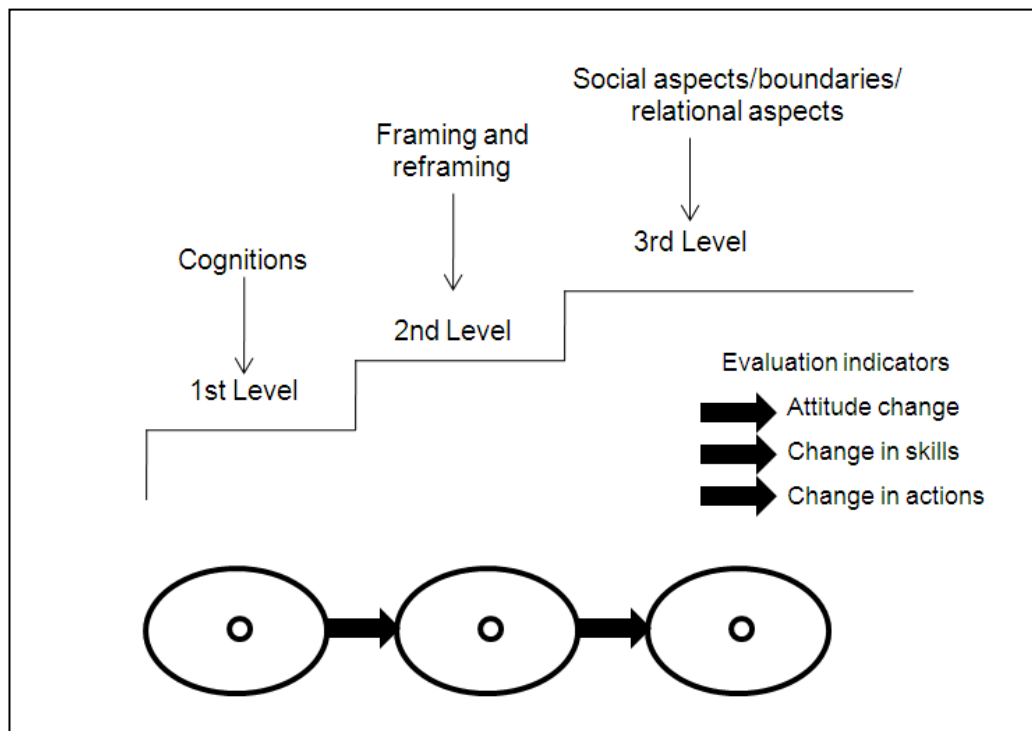 Social aspects/boundaries/
relational aspects
Framing and
reframing
3rd Level
Cognitions
2nd Level
1st Level
Evaluation indicators
Attitude change
Change in skills
Change in actions